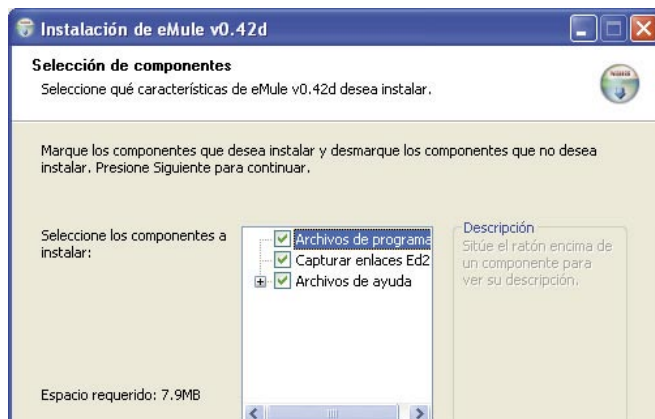 Instalación de eMule v0.42d
Selección de componentes
Seleccione qué características de eMule v0.42d desea instalar.
Marque los componentes que desea instalar y desmarque los componentes que no desea
instalar. Presione Siguiente para continuar.
Seleccione los componentes a
instalar:
Archivos de programa
Capturar enlaces Ed2
Archivos de ayuda
Descripción
Sitúe el ratón encima de
un componente para
ver su descripción.
Espacio requerido: 7.9MB